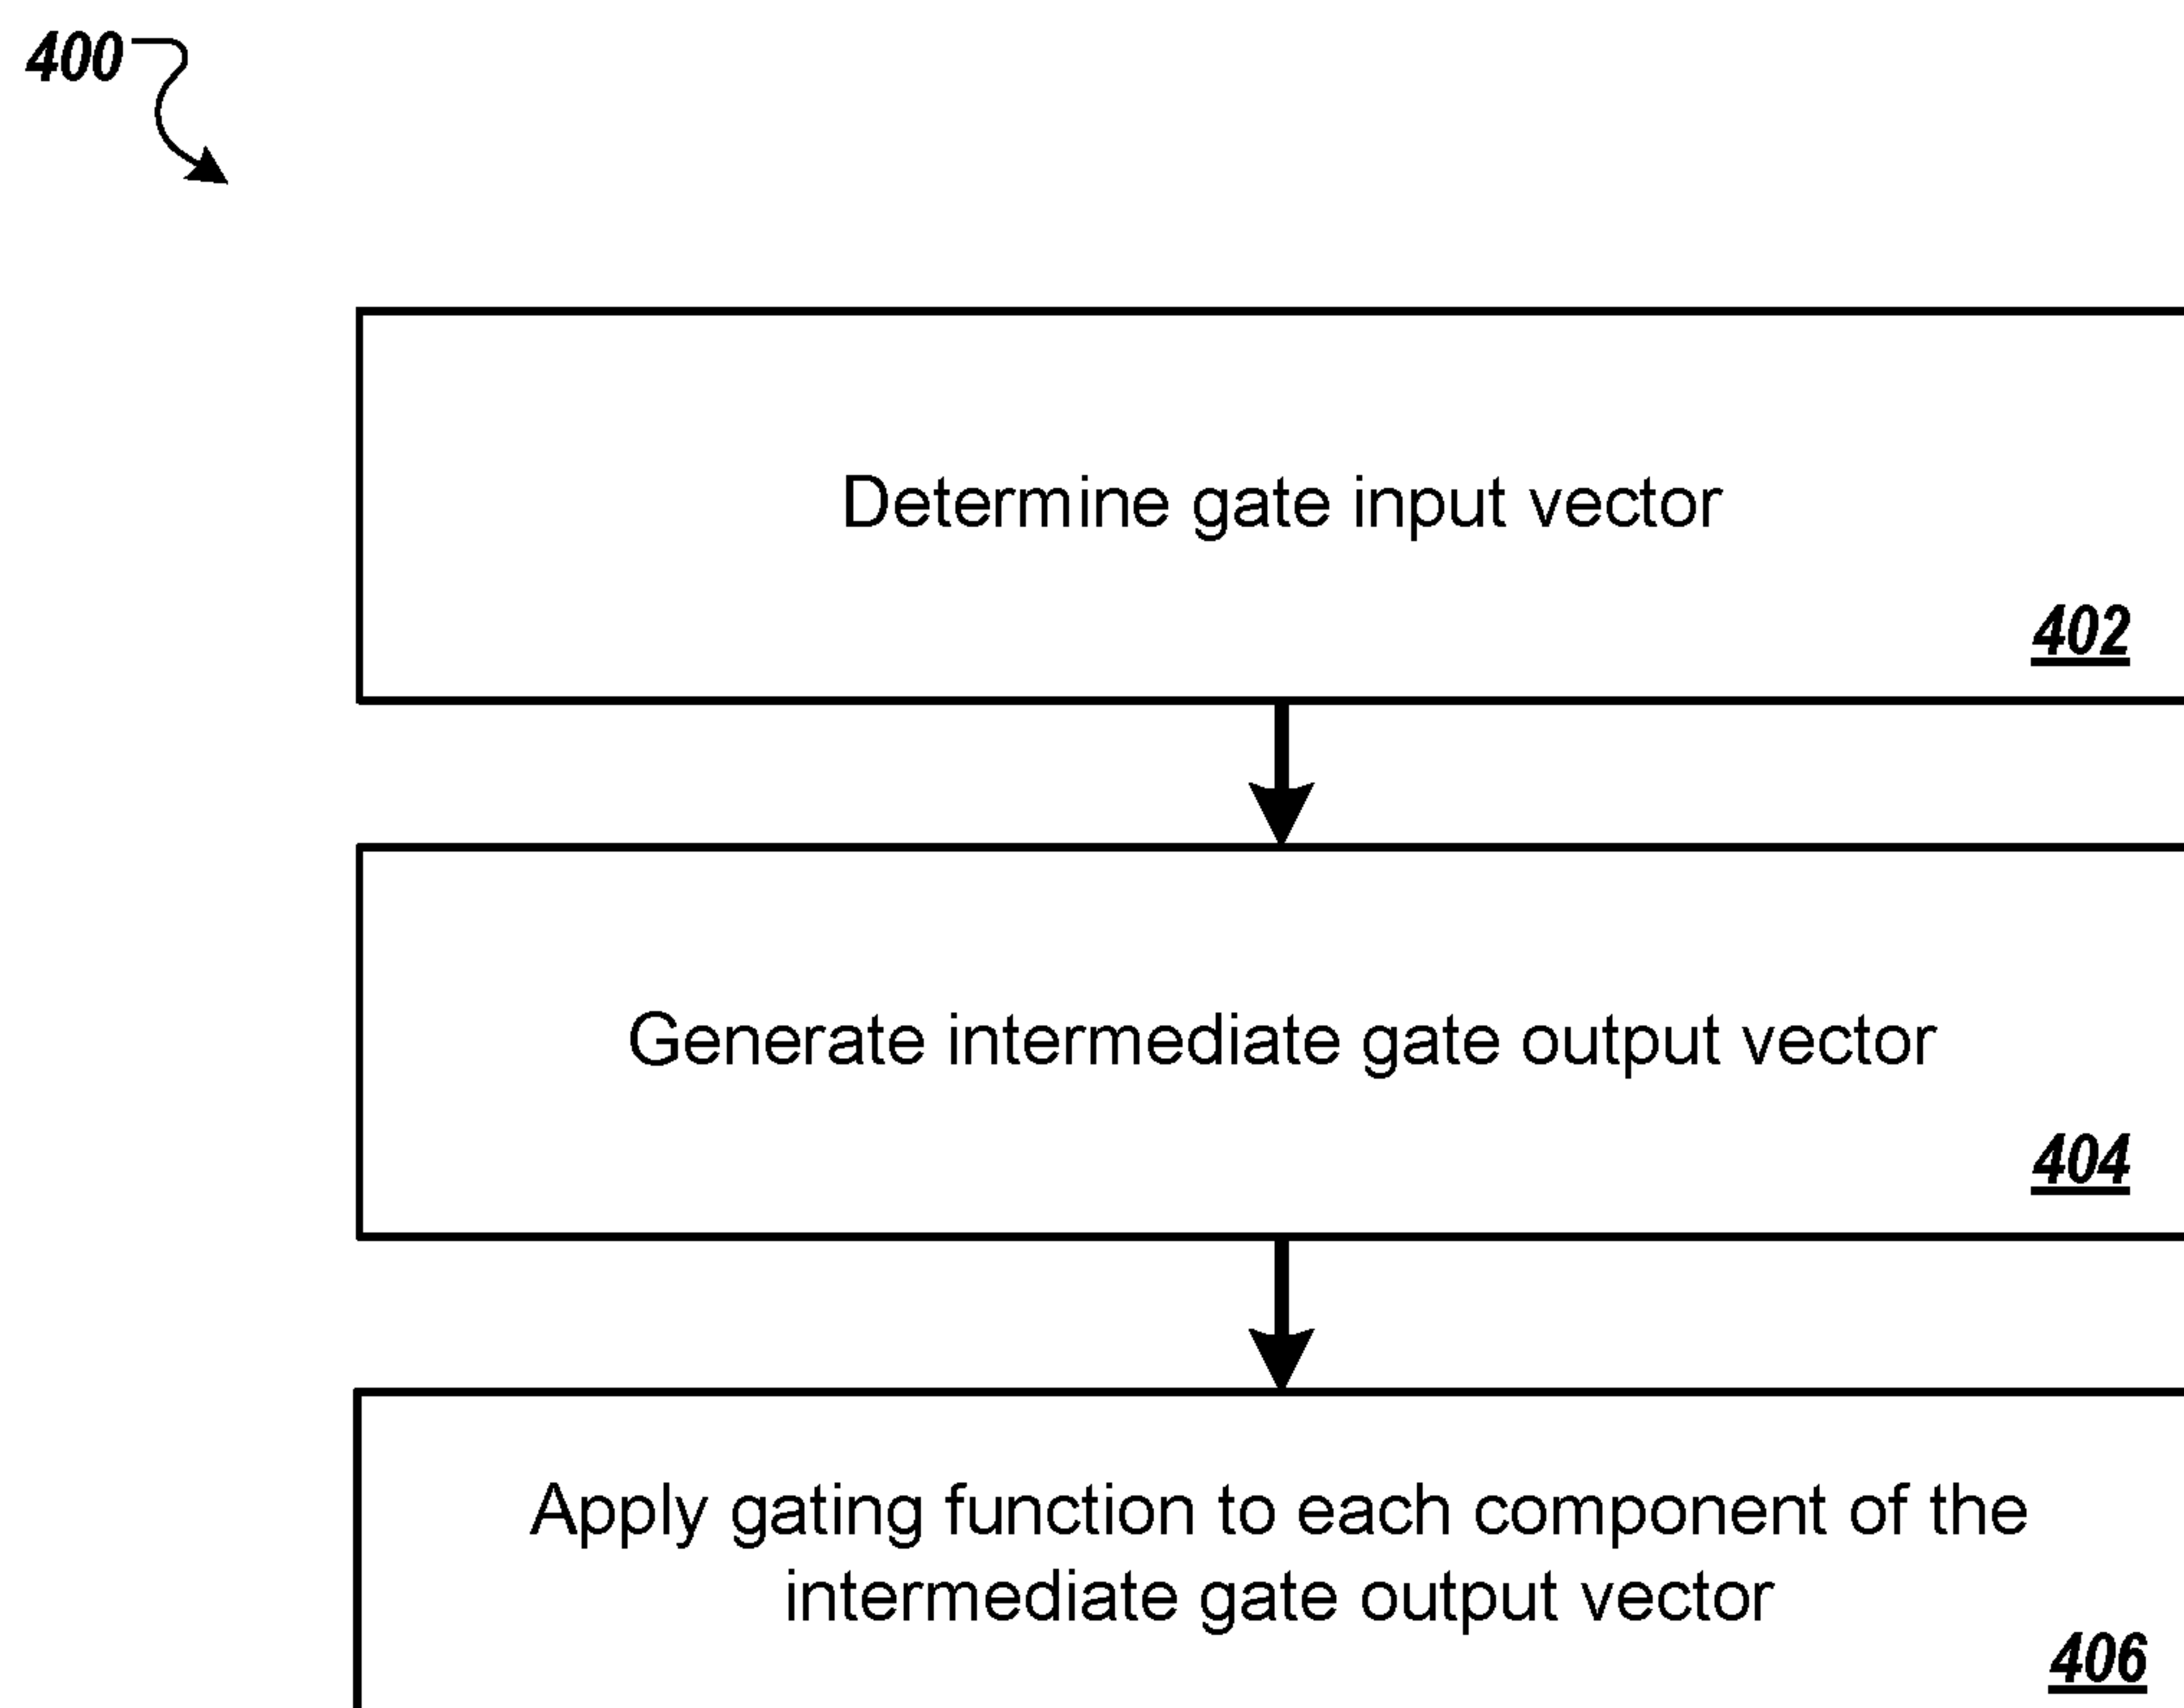 400
Determine gate input vector
402
Generate intermediate gate output vector
404
Apply gating function to each component of the
intermediate gate output vector
406